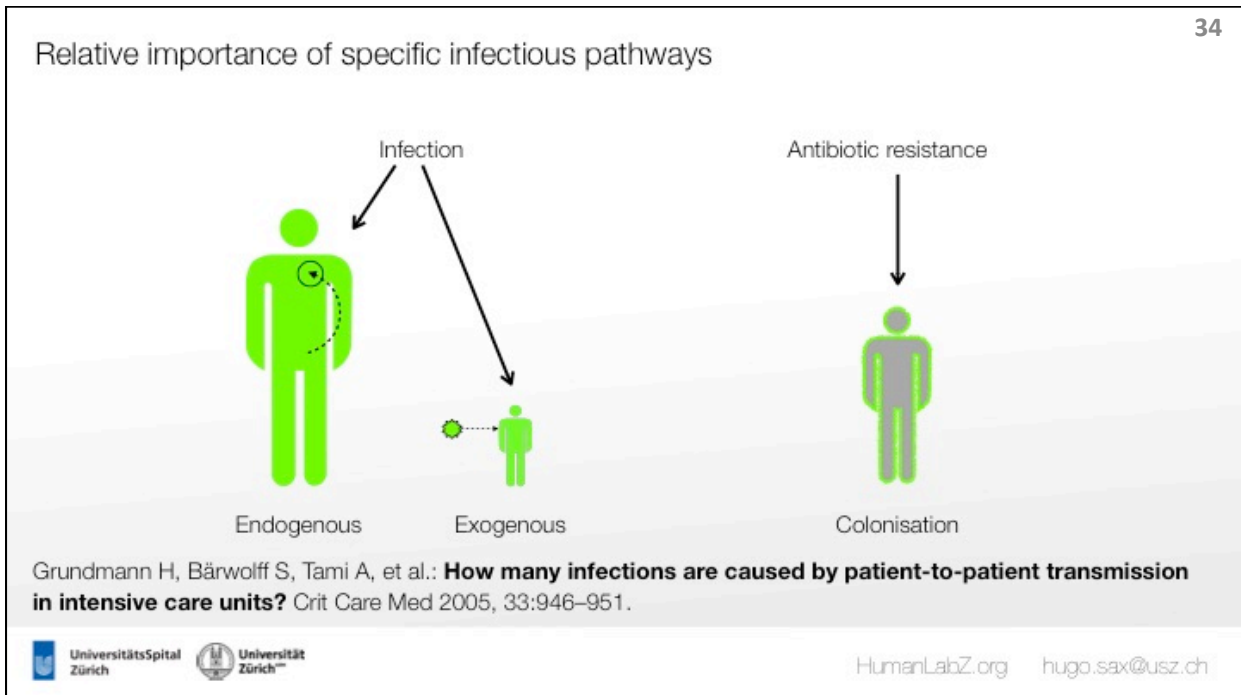 34
Relative importance of specific infectious pathways
Infection
Antibiotic resistance
Endogenous
Exogenous
Colonisation
Grundmann H, Bärwolff S, Tami A, et al.: How many infections are caused by patient-to-patient transmission
in intensive care units? Crit Care Med 2005, 33:946–951.
UniversitätsSpital
Zürich
Universität
Zürich
HumanLabZ.org
hugo.sax@usz.ch